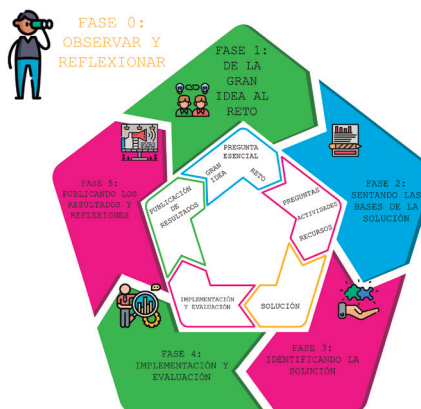 FASE 0:
OBSERVAR Y
REFLEXIONAR
FASE 1:
DE LA
GRAN
IDEA AL
RETO
FASE 2:
SENTANDO LAS
BASES DE LA
SOLUCIÓN
FASE 3:
IDENTIFICANDO LA
SOLUCIÓN
FASE 4:
IMPLEMENTACIÓN Y
EVALUACIÓN
FASE 5:
PUBLICANDO LOS
RESULTADOS Y
REFLEXIONES
PREGUNTA
ESENCIAL
GRAN
IDEA
RETO
PREGUNTAS
ACTIVIDADES
RECURSOS
SOLUCIÓN
IMPLEMENTACIÓN
Y EVALUACIÓN
PUBLICACIÓN
DE
RESULTADOS